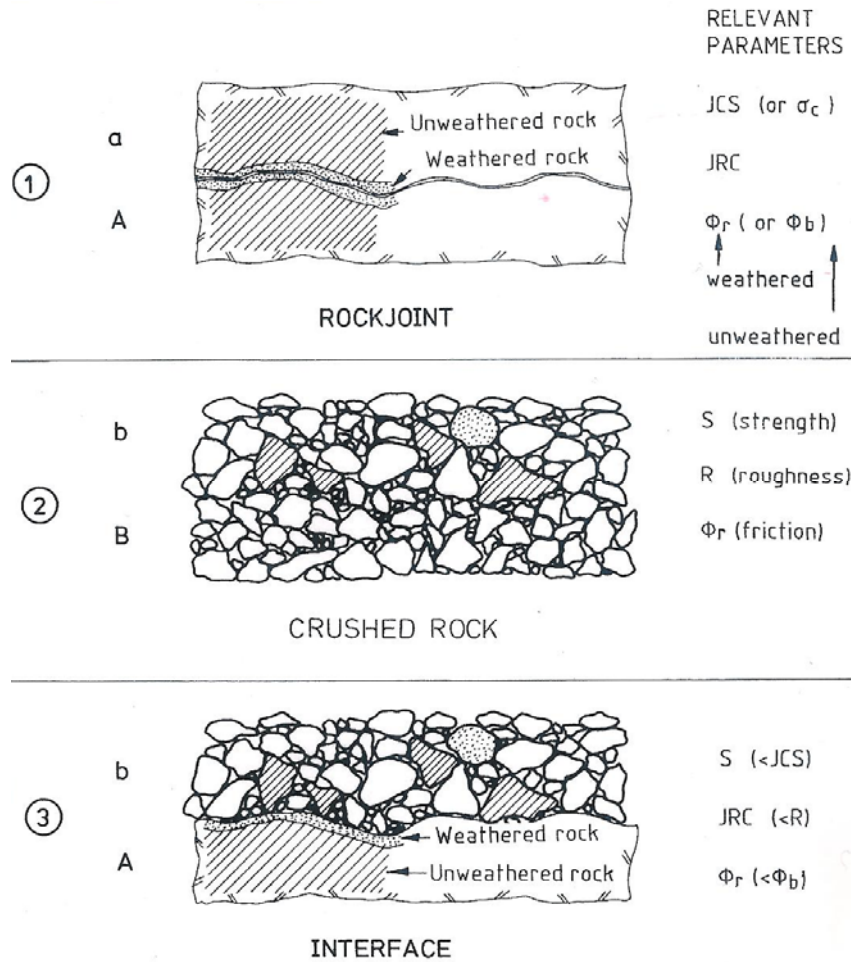 RELEVANT
PARAMETERS
a
Unweathered rock
JCS (or σc)
Weathered rock
1
JRC
A
Φr ( or Φb)
weathered
ROCKJOINT
unweathered
b
S (strength)
2
R (roughness)
B
Φr (friction)
CRUSHED ROCK
b
S (<JCS)
3
JRC (<R)
Weathered rock
A
Unweathered rock
Φr (<Φb)
INTERFACE